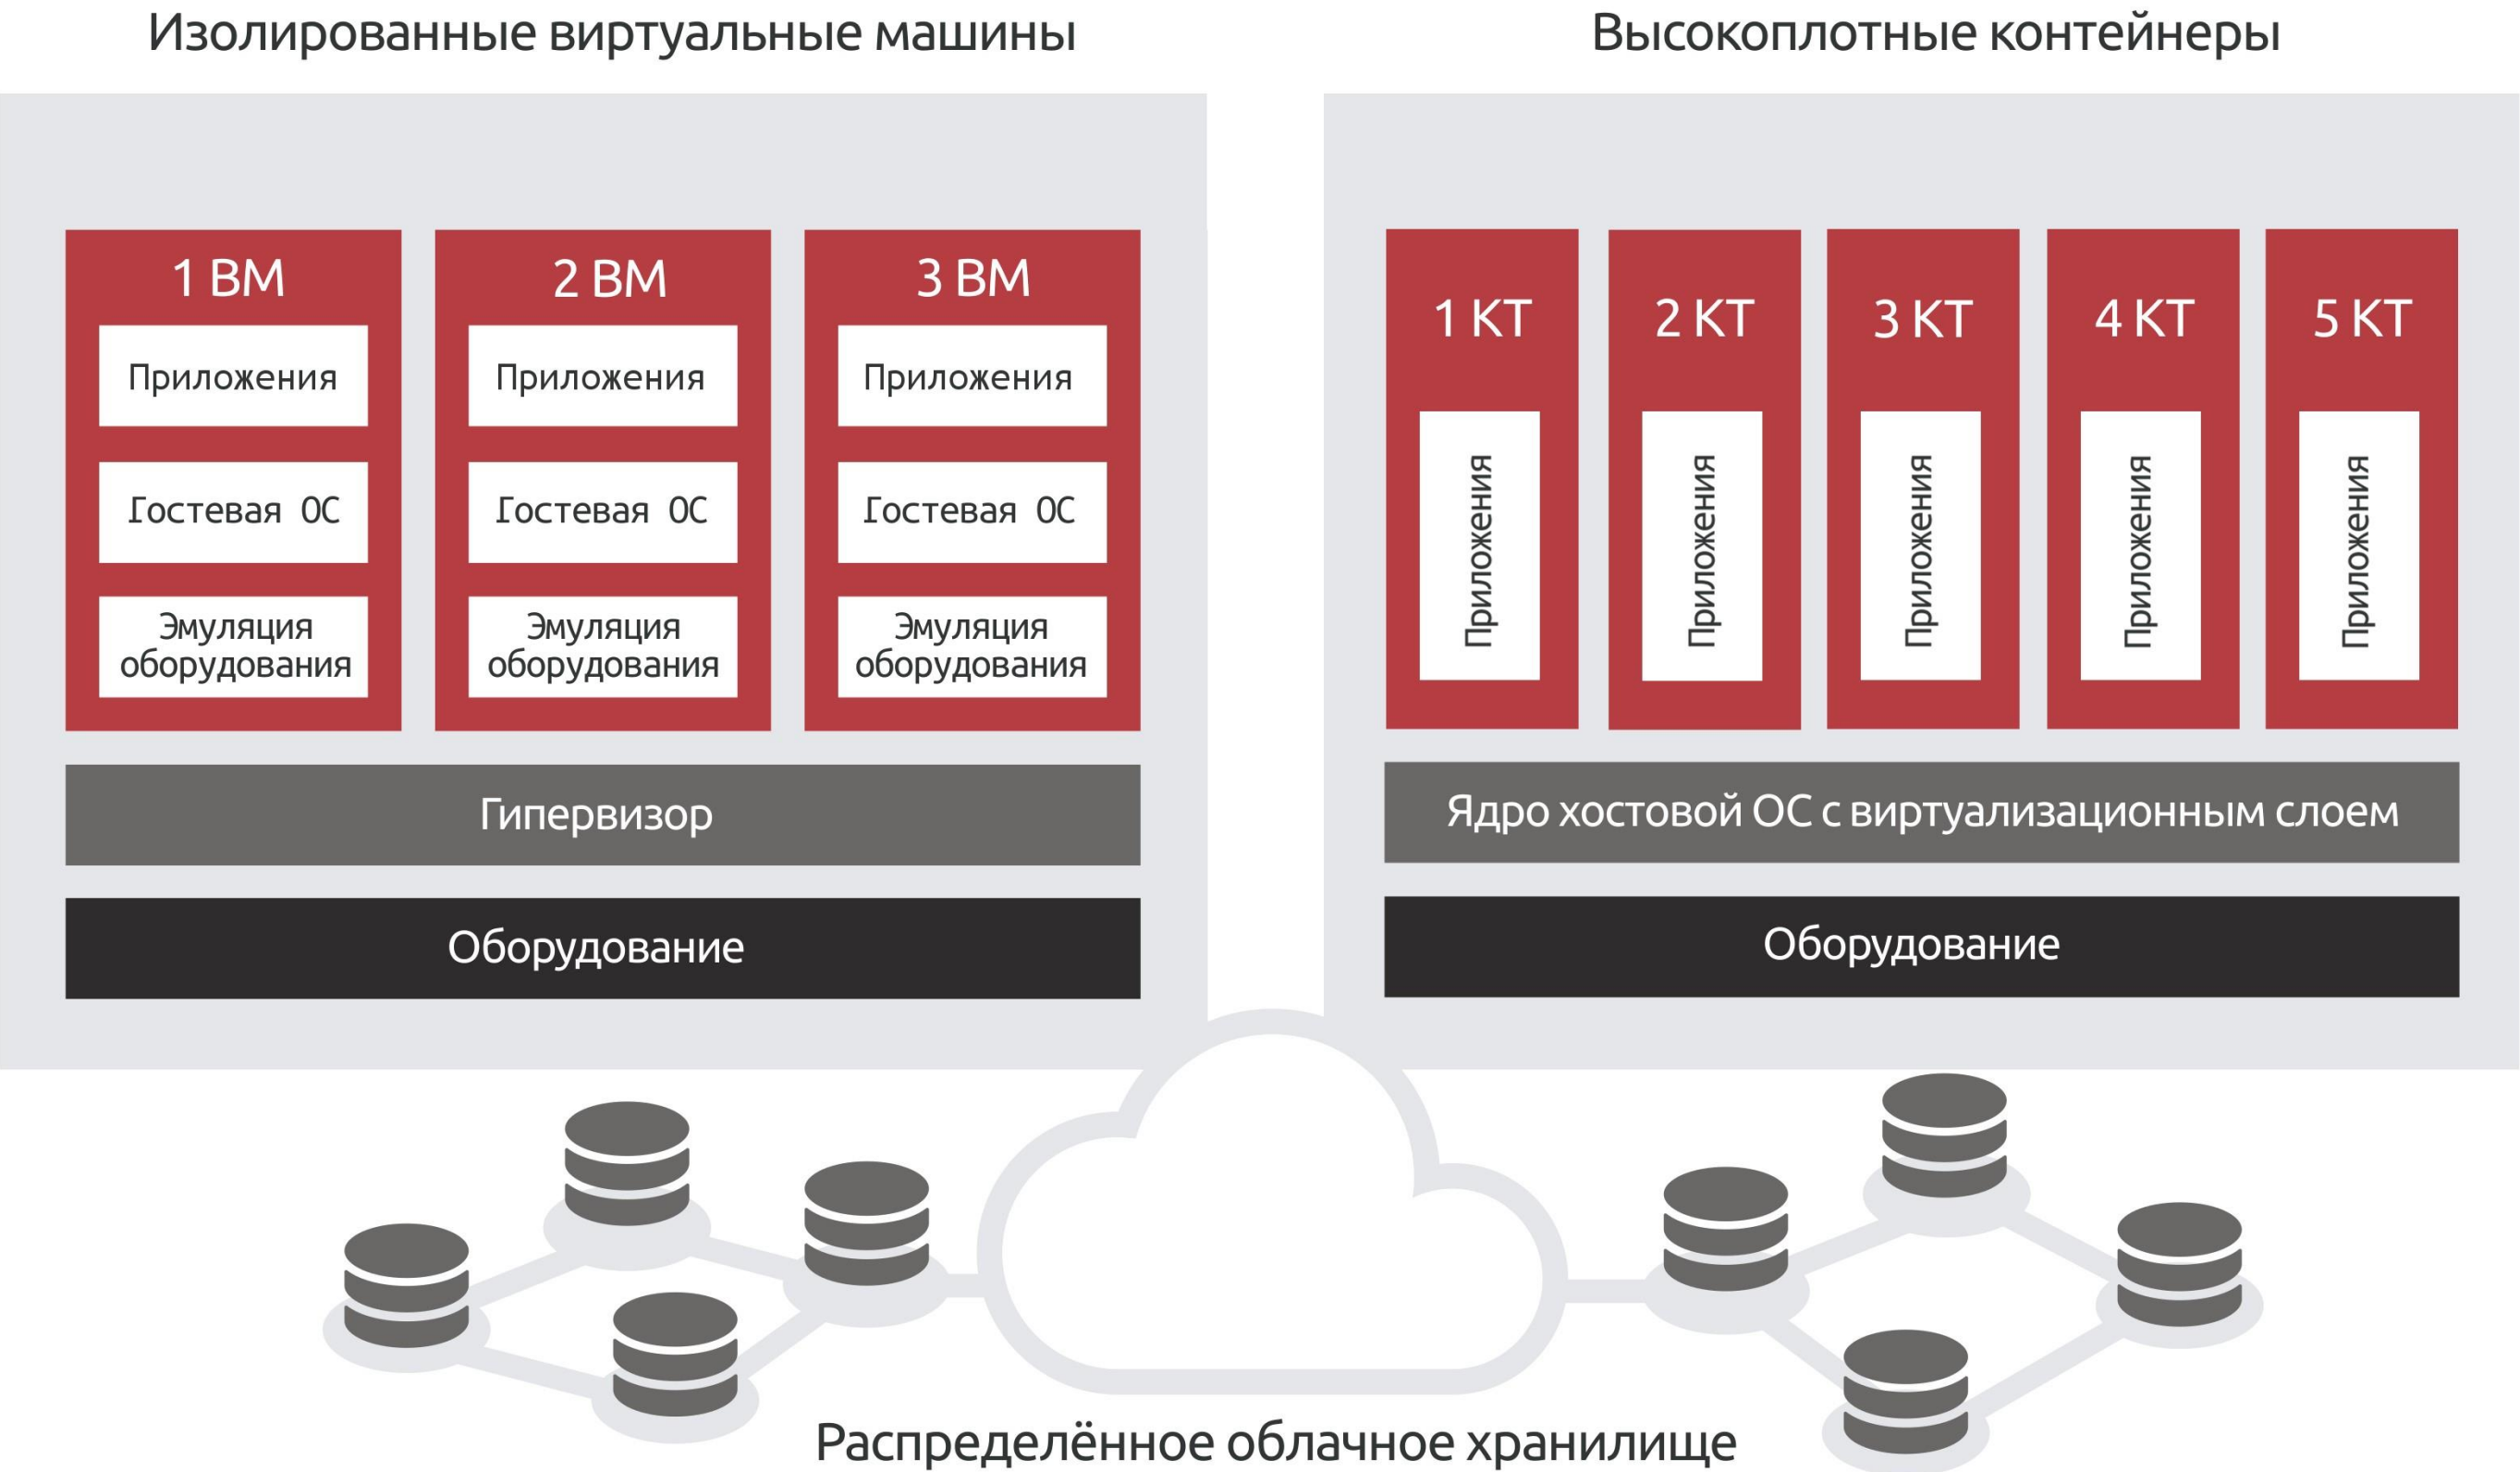 Изолированные виртуальные машины
1 ВМ
Приложения
Гостевая ОС
Эмуляция
оборудования
2 ВМ
Приложения
Гостевая ОС
Эмуляция
оборудования
3 ВМ
Приложения
Гостевая ОС
Эмуляция
оборудования
Гипервизор
Оборудование
Высокоплотные контейнеры
1 КТ
Приложения
2 КТ
Приложения
3 КТ
Приложения
4 КТ
Приложения
5 КТ
Приложения
Ядро хостовой ОС с виртуализационным слоем
Оборудование
Распределённое облачное хранилище